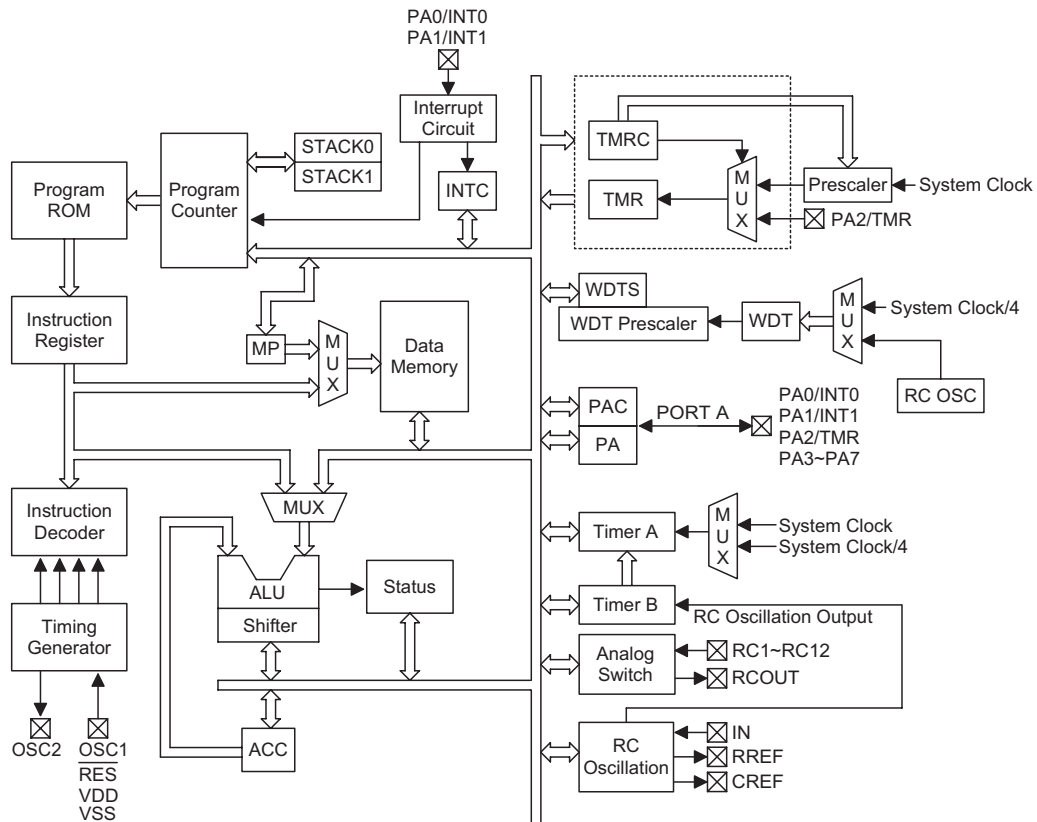 PA0/INT0
PA1/INT1
Interrupt
Circuit
STACK0
STACK1
INTC
Program
ROM
Program
Counter
Instruction
Register
MP
MUX
Data
Memory
Instruction
Decoder
MUX
ALU
Shifter
Status
Timing
Generator
OSC2
OSC1
RES
VDD
VSS
ACC
TMRC
TMR
MUX
Prescaler
System Clock
PA2/TMR
WDTS
WDT Prescaler
WDT
MUX
System Clock/4
RC OSC
PAC
PA
PORT A
PA0/INT0
PA1/INT1
PA2/TMR
PA3~PA7
Timer A
MUX
System Clock
System Clock/4
Timer B
RC Oscillation Output
Analog
Switch
RC1~RC12
RCOUT
RC
Oscillation
IN
RREF
CREF